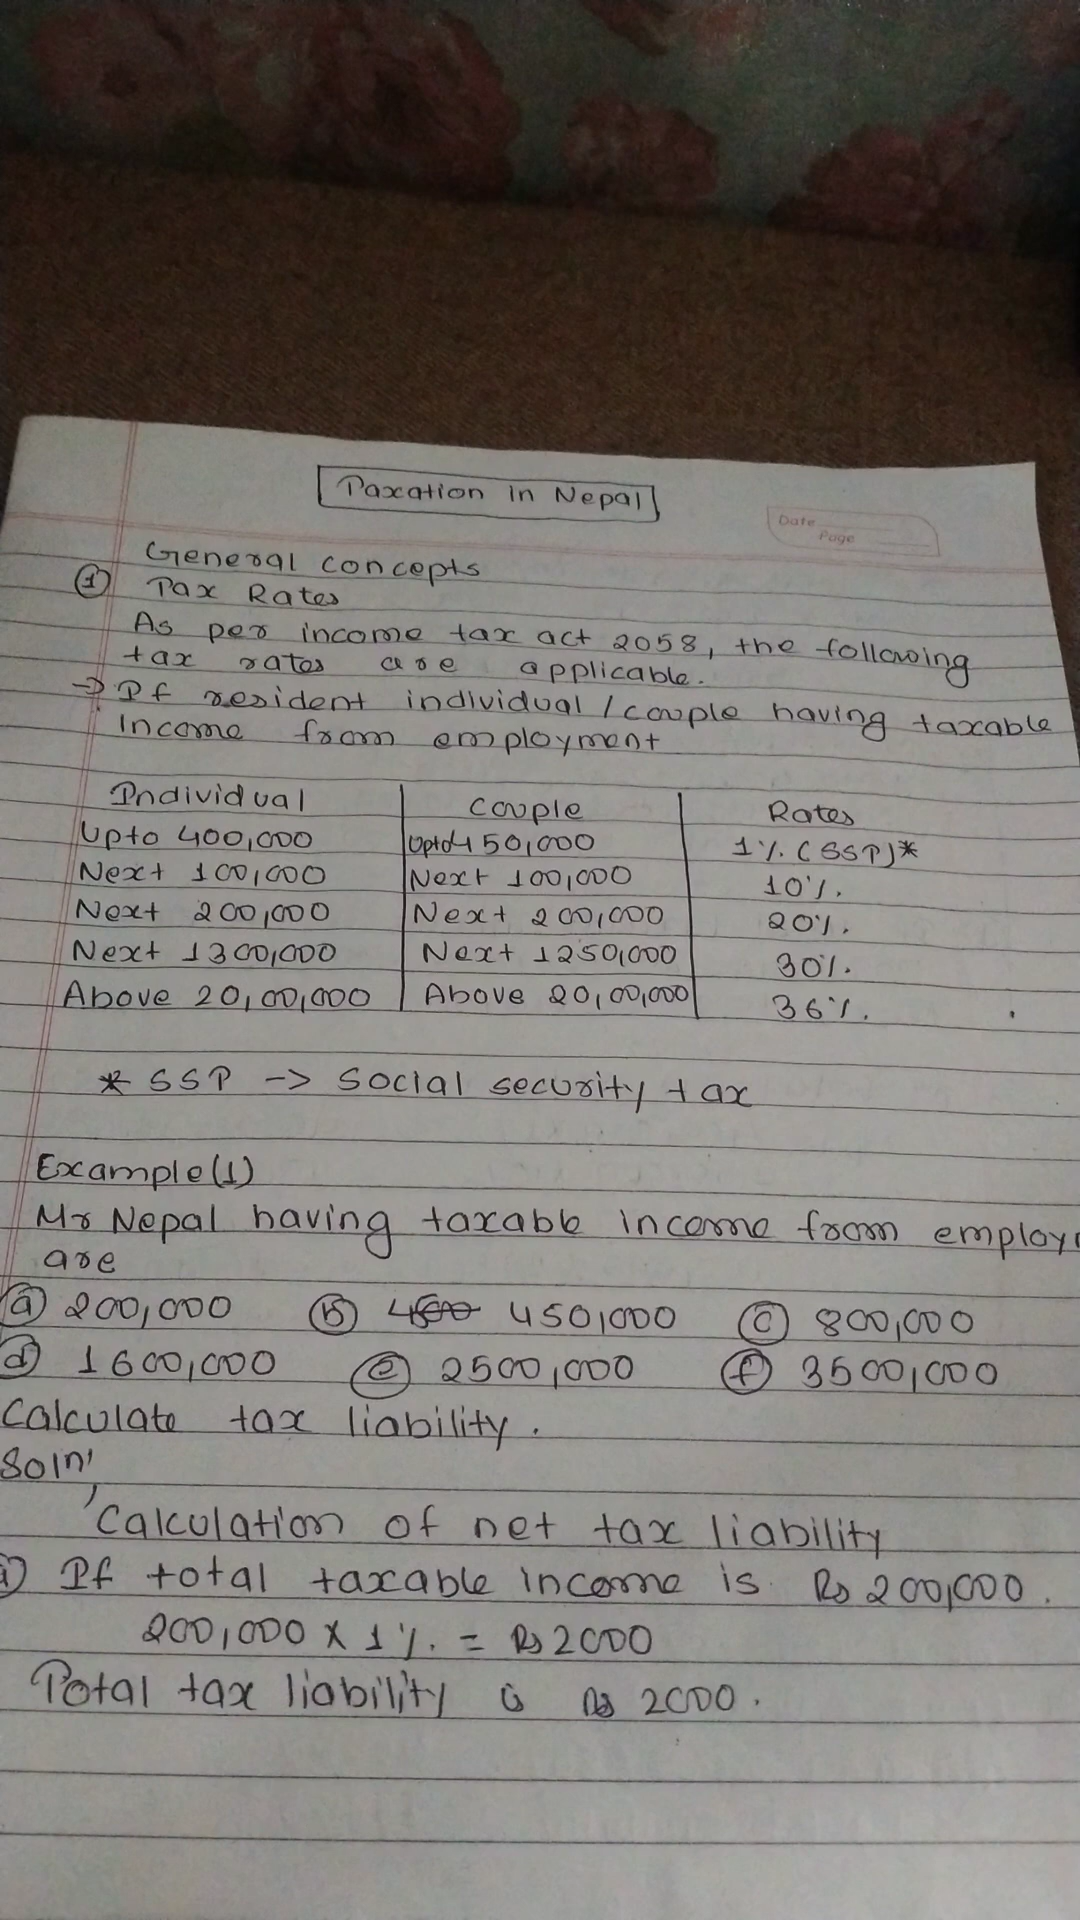 Taxation in Nepal
Date
Page
General concepts
① Tax Rates
As per income tax act 2058, the following
tax rates are applicable.
→ If resident individual / couple having taxable
income from employment
Individual | couple | Rates
Upto 400,000 | Upto 450,000 | 1% (SST)*
Next 100,000 | Next 100,000 | 10%.
Next 200,000 | Next 200,000 | 20%.
Next 1300,000 | Next 1250,000 | 30%.
Above 20,00,000 | Above 20,00,000 | 36%.
* SST -> Social security tax
Example(1)
Mr Nepal having taxable income from employ
are
ⓐ 200,000 ⓑ 450,000 ⓒ 800,000
ⓓ 1600,000 ⓔ 2500,000 ⓕ 3500,000
Calculate tax liability.
Soln'
Calculation of net tax liability
If total taxable income is Rs 200,000.
200,000 x 1%. = Rs 2000
Total tax liability is Rs 2000.